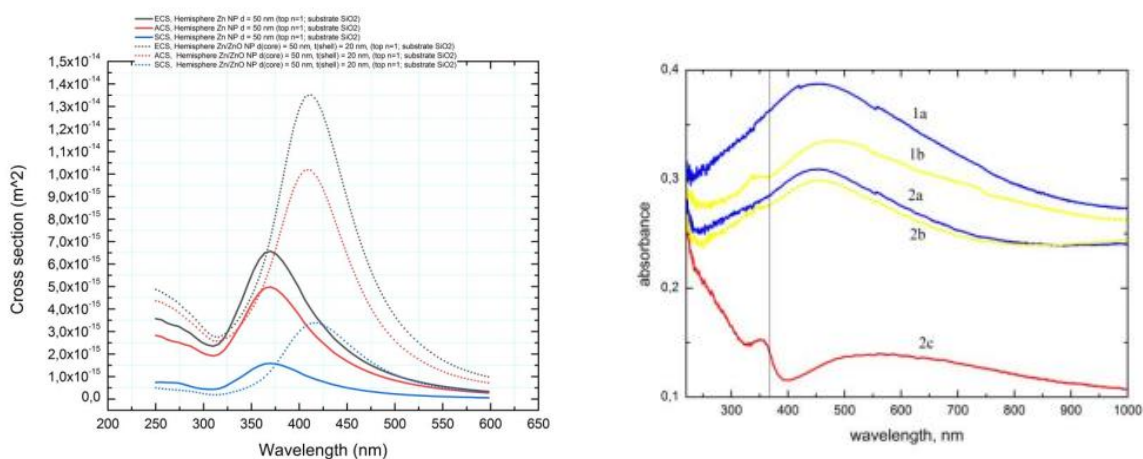 ECS, Hemisphere Zn NP d = 50 nm (top n=1; substrate SiO2)
ACS, Hemisphere Zn NP d = 50 nm (top n=1; substrate SiO2)
SCS, Hemisphere Zn NP d = 50 nm (top n=1; substrate SiO2)
ECS, Hemisphere Zn/ZnO NP d(core) = 50 nm, t(shell) = 20 nm, (top n=1; substrate SiO2)
ACS, Hemisphere Zn/ZnO NP d(core) = 50 nm, t(shell) = 20 nm, (top n=1; substrate SiO2)
SCS, Hemisphere Zn/ZnO NP d(core) = 50 nm, t(shell) = 20 nm, (top n=1; substrate SiO2)
1,5x10⁻¹⁴
1,4x10⁻¹⁴
1,3x10⁻¹⁴
1,2x10⁻¹⁴
1,1x10⁻¹⁴
1,0x10⁻¹⁴
9,0x10⁻¹⁵
8,0x10⁻¹⁵
7,0x10⁻¹⁵
6,0x10⁻¹⁵
5,0x10⁻¹⁵
4,0x10⁻¹⁵
3,0x10⁻¹⁵
2,0x10⁻¹⁵
1,0x10⁻¹⁵
0,0
Cross section (m^2)
200 250 300 350 400 450 500 550 600 650
Wavelength (nm)
0,4
0,3
0,2
0,1
absorbance
1a
1b
2a
2b
2c
300 400 500 600 700 800 900 1000
wavelength, nm